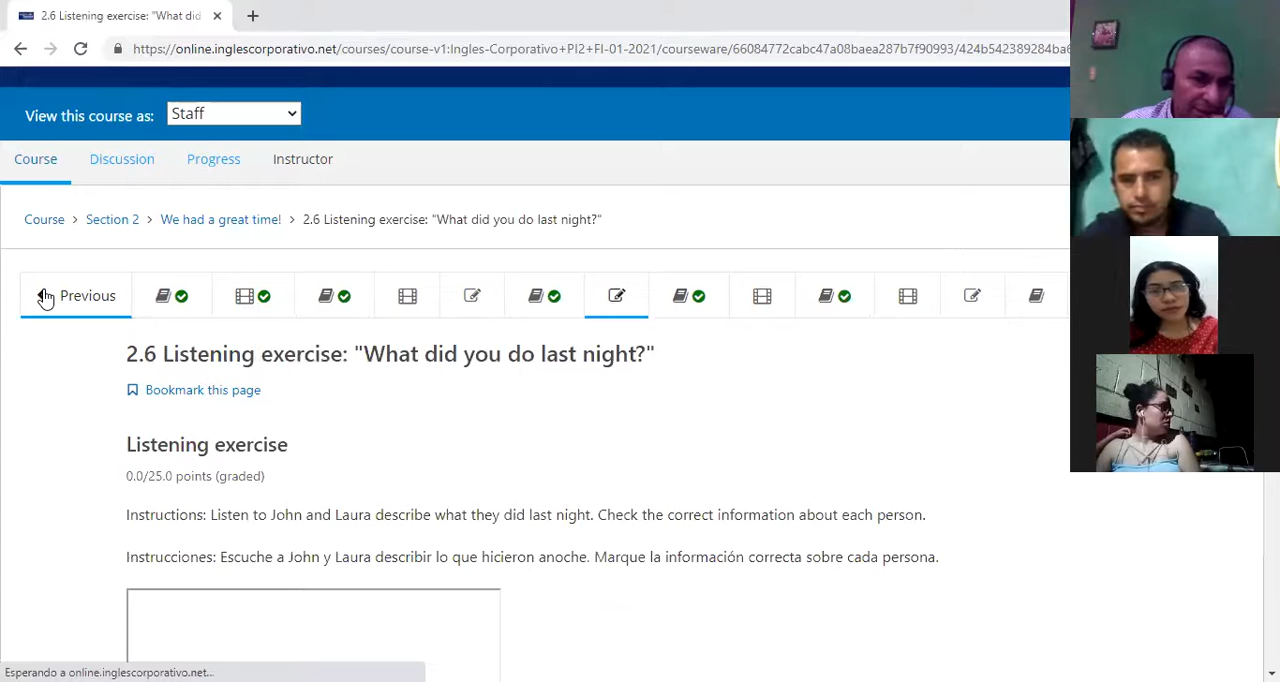 2.6 Listening exercise: "What did
https://online.inglescorporativo.net/courses/course-v1:Ingles-Corporativo+PI2+FI-01-2021/courseware/66084772cabc47a08baea287b7f90993/424b542389284ba6
View this course as: Staff
Course Discussion Progress Instructor
Course > Section 2 > We had a great time! > 2.6 Listening exercise: "What did you do last night?"
Previous
2.6 Listening exercise: "What did you do last night?"
Bookmark this page
Listening exercise
0.0/25.0 points (graded)
Instructions: Listen to John and Laura describe what they did last night. Check the correct information about each person.
Instrucciones: Escuche a John y Laura describir lo que hicieron anoche. Marque la información correcta sobre cada persona.
Esperando a online.inglescorporativo.net...